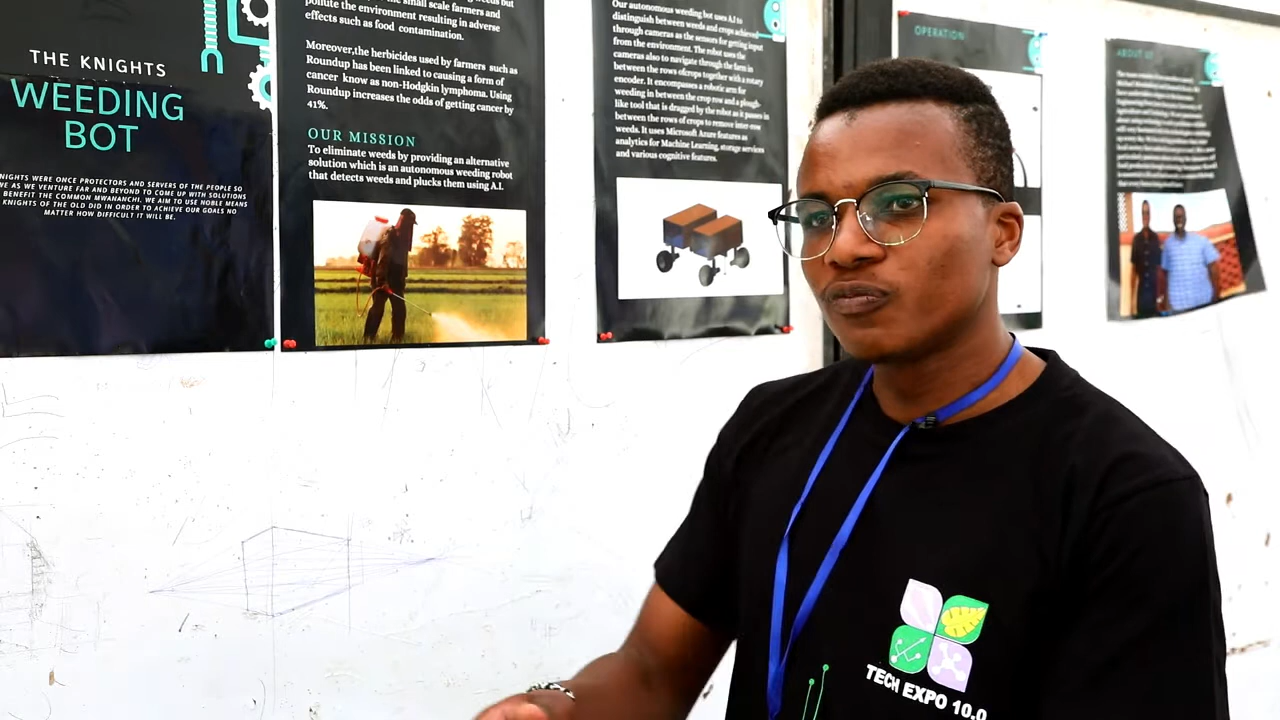 THE KNIGHTS
WEEDING
BOT
NIGHTS WERE ONCE PROTECTORS AND SERVERS OF THE PEOPLE SO
WE AS WE VENTURE FAR AND BEYOND TO COME UP WITH SOLUTIONS
BENEFIT THE COMMON MWANANCHI. WE AIM TO USE NOBLE MEANS
KNIGHTS OF THE OLD DID IN ORDER TO ACHIEVE OUR GOALS NO
MATTER HOW DIFFICULT IT WILL BE.
the small scale farmers and
pollute the environment resulting in adverse
effects such as food contamination.
Moreover,the herbicides used by farmers such as
Roundup has been linked to causing a form of
cancer know as non-Hodgkin lymphoma. Using
Roundup increases the odds of getting cancer by
41%.
OUR MISSION
To eliminate weeds by providing an alternative
solution which is an autonomous weeding robot
that detects weeds and plucks them using A.I.
Our autonomous weeding bot uses AI to
distinguish between weeds and crops achieved
through cameras as the sensors for getting input
from the environment. The robot uses the
cameras also to navigate through the farm in
between the rows of crops together with a rotary
encoder. It encompasses a robotic arm for
weeding in between the crop row and a plough-
like tool that is dragged by the robot as it passes in
between the rows of crops to remove inter-row
weeds. It uses Microsoft Azure features as
analytics for Machine Learning, storage services
and various cognitive features.
OPERATION
ABOUT US
TECH EXPO 10.0